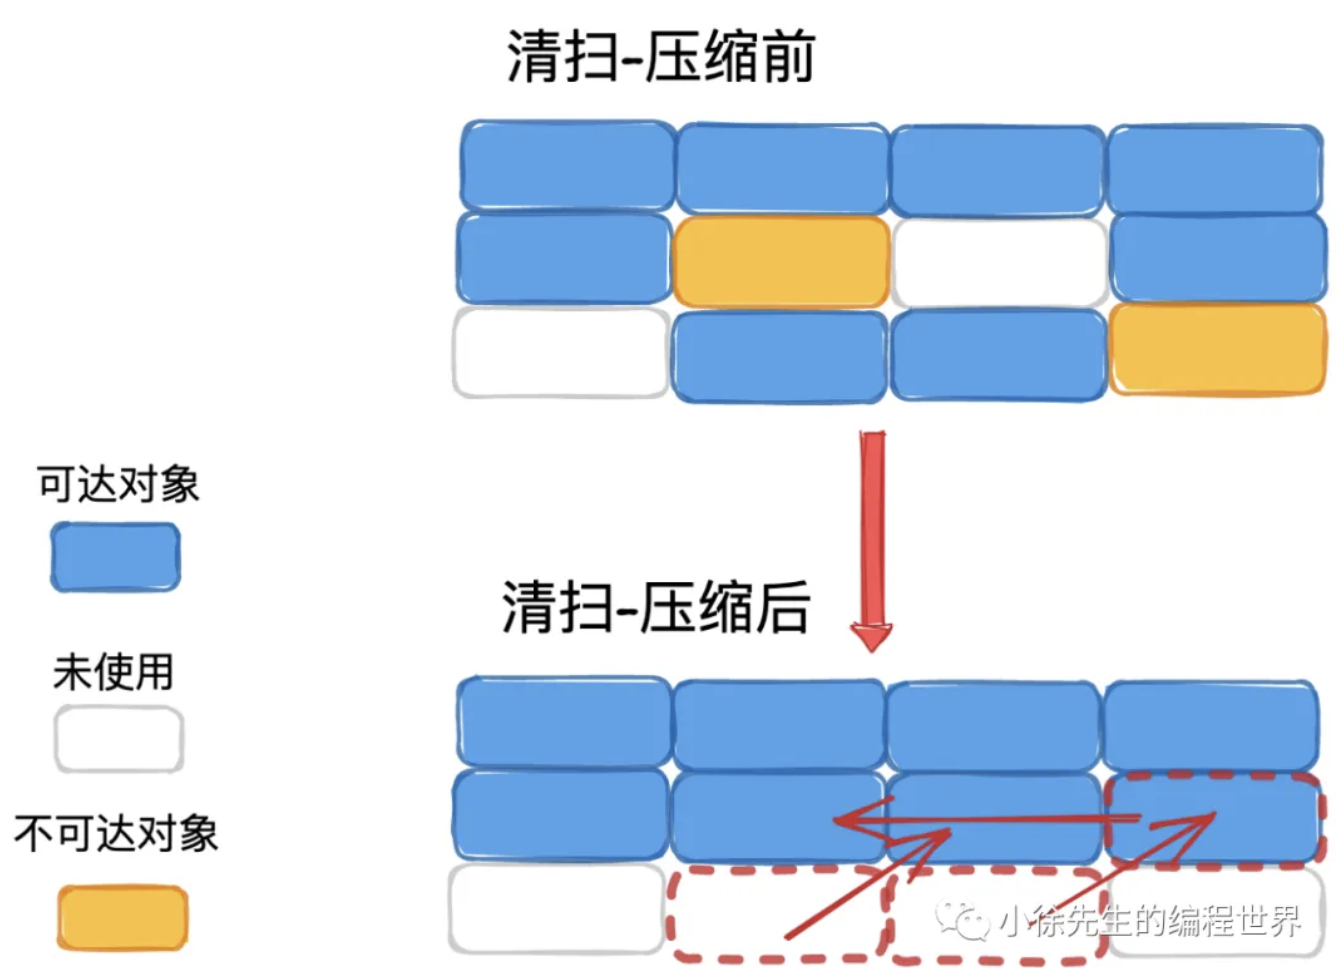 清扫-压缩前
可达对象
清扫-压缩后
未使用
不可达对象
小徐先生的编程世界